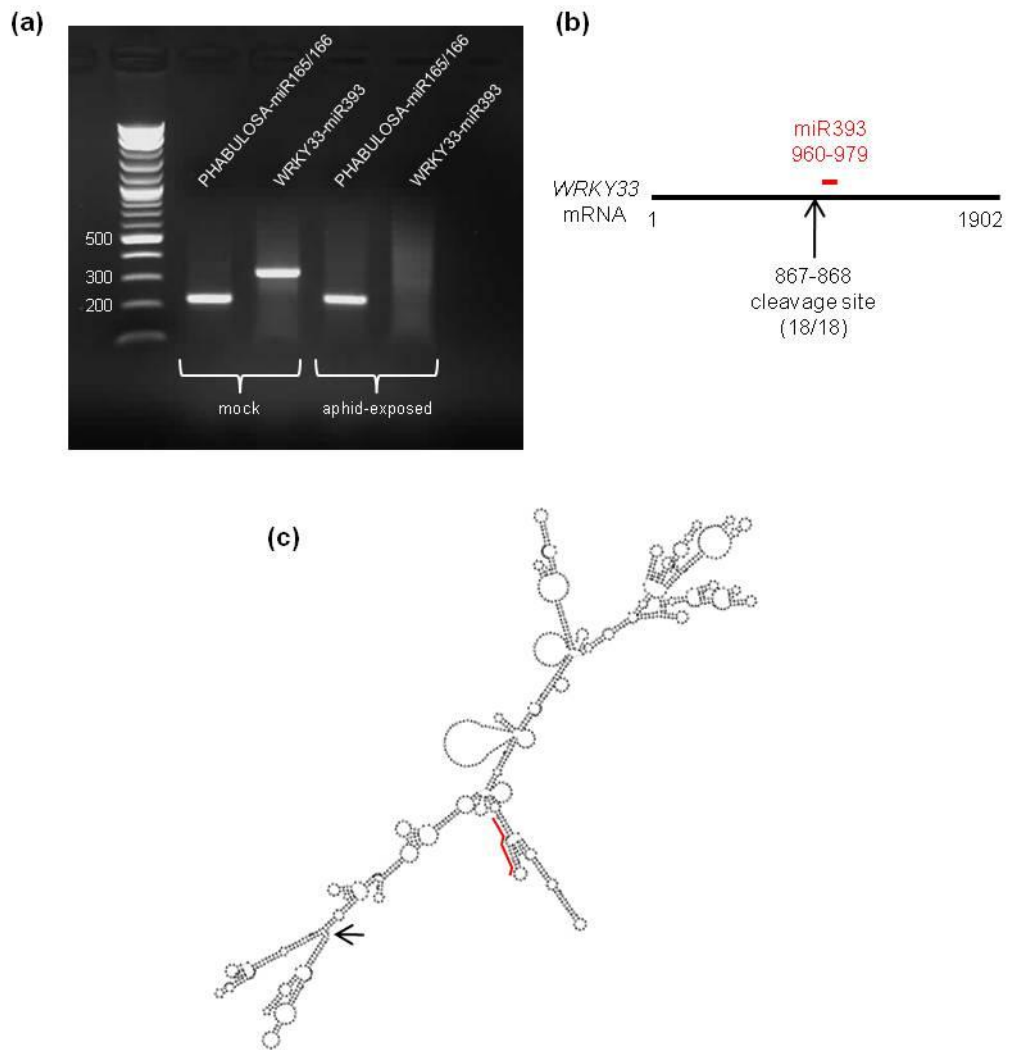 (a)
PHABULOSA-miR165/166
WRKY33-miR393
PHABULOSA-miR165/166
WRKY33-miR393
500
300
200
mock
aphid-exposed
(b)
miR393
960-979
WRKY33
mRNA
1
1902
867-868
cleavage site
(18/18)
(c)